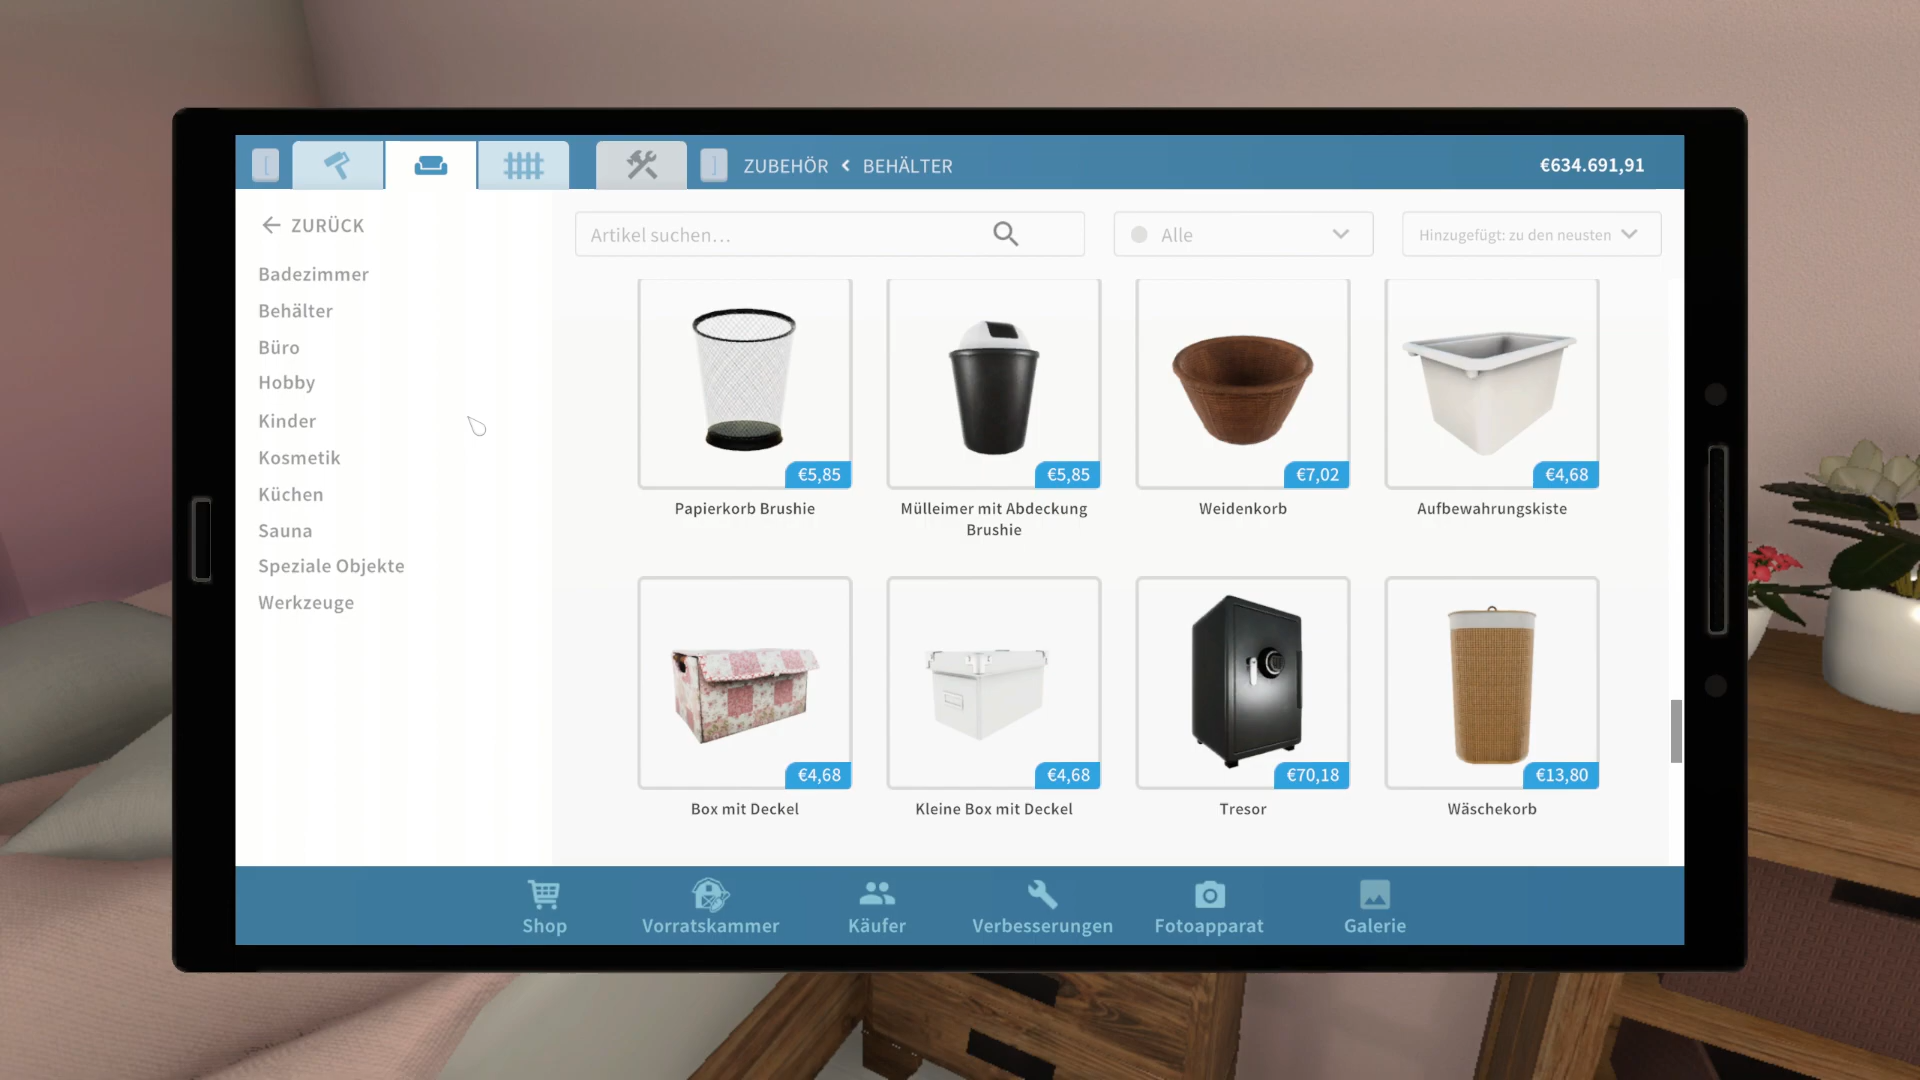 [
]
ZUBEHÖR < BEHÄLTER
€634.691,91
← ZURÜCK
Artikel suchen...
Alle
Hinzugefügt: zu den neusten
Badezimmer
Behälter
Büro
Hobby
Kinder
Kosmetik
Küchen
Sauna
Speziale Objekte
Werkzeuge
€5,85
€5,85
€7,02
€4,68
Papierkorb Brushie
Mülleimer mit Abdeckung
Brushie
Weidenkorb
Aufbewahrungskiste
€4,68
€4,68
€70,18
€13,80
Box mit Deckel
Kleine Box mit Deckel
Tresor
Wäschekorb
Shop
Vorratskammer
Käufer
Verbesserungen
Fotoapparat
Galerie